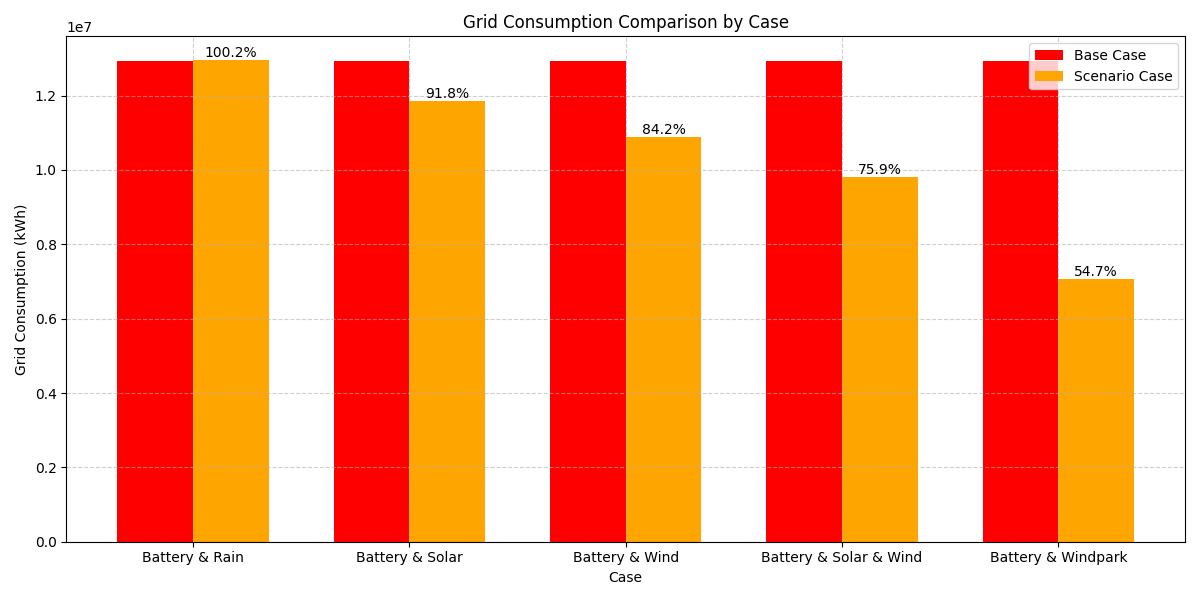 Grid Consumption Comparison by Case
1e7
Base Case
Scenario Case
100.2%
91.8%
84.2%
75.9%
54.7%
1.2
1.0
0.8
0.6
0.4
0.2
0.0
Grid Consumption (kWh)
Battery & Rain
Battery & Solar
Battery & Wind
Battery & Solar & Wind
Battery & Windpark
Case